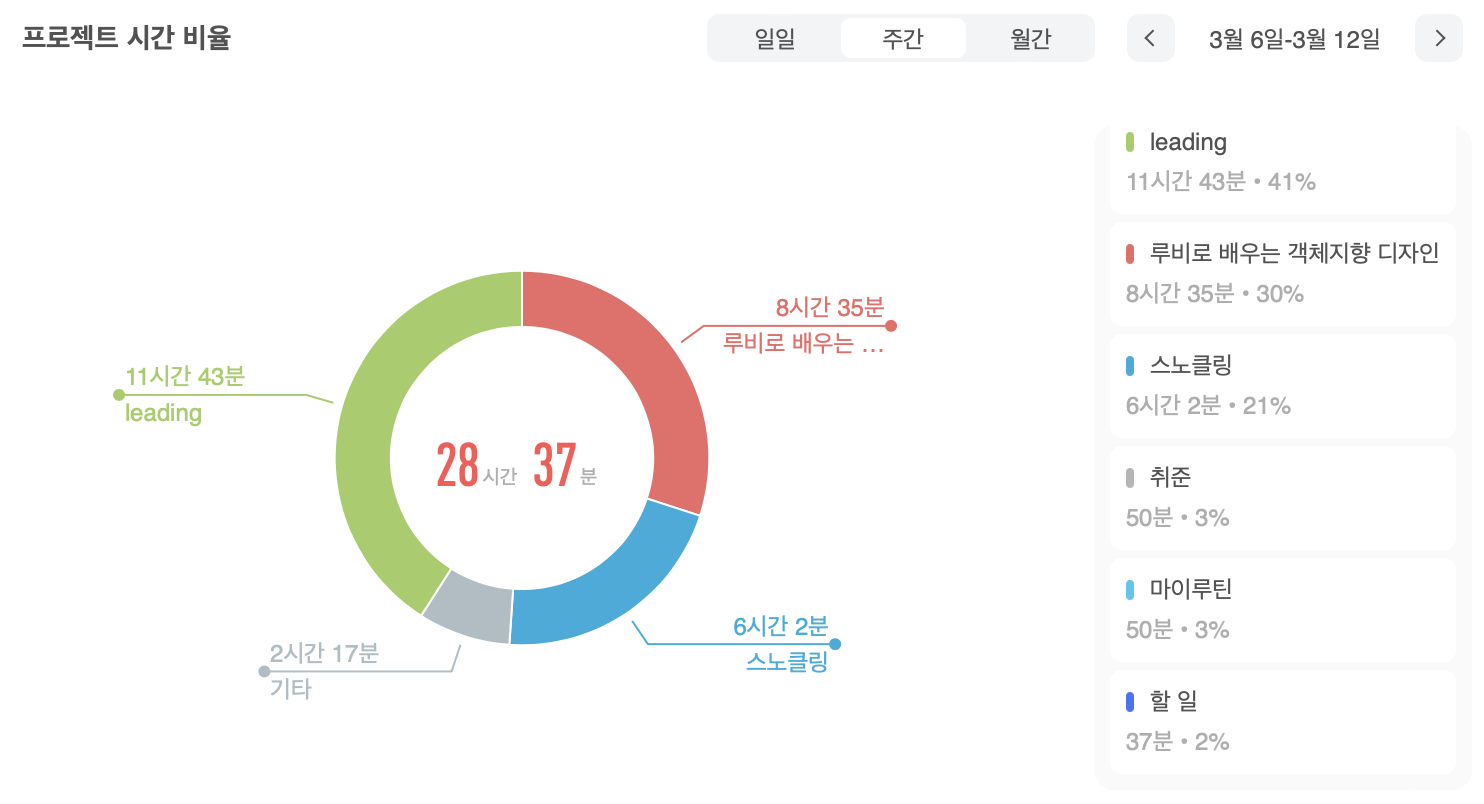 프로젝트 시간 비율
일일 주간 월간
3월 6일-3월 12일
8시간 35분
루비로 배우는 ...
11시간 43분
leading
28 시간 37 분
6시간 2분
스노클링
2시간 17분
기타
leading
11시간 43분 • 41%
루비로 배우는 객체지향 디자인
8시간 35분 • 30%
스노클링
6시간 2분 • 21%
취준
50분 • 3%
마이루틴
50분 • 3%
할 일
37분 • 2%